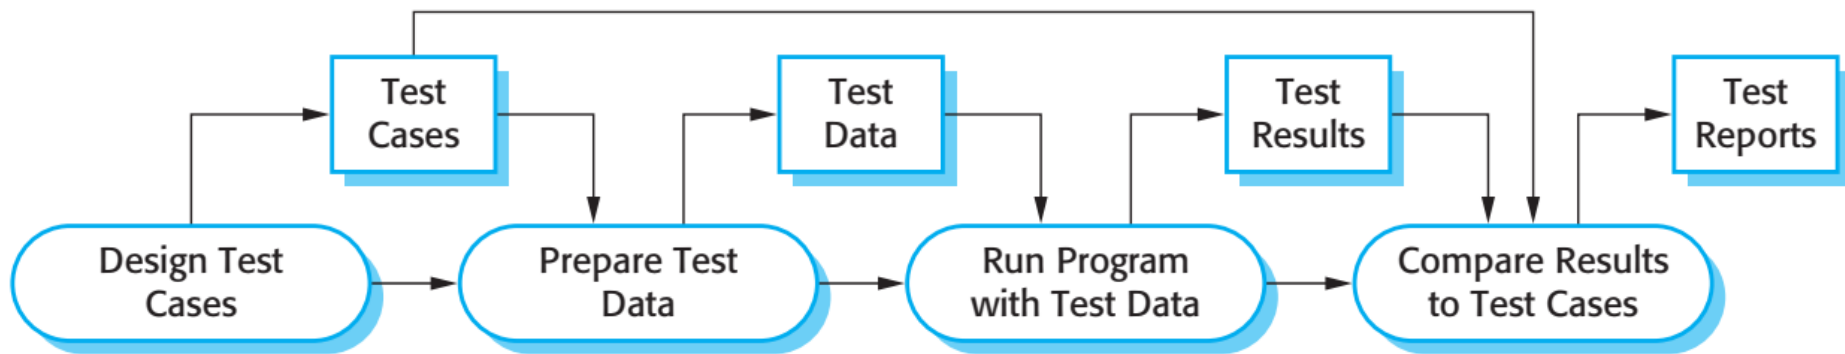 Test
Cases
Test
Data
Test
Results
Test
Reports
Design Test
Cases
Prepare Test
Data
Run Program
with Test Data
Compare Results
to Test Cases